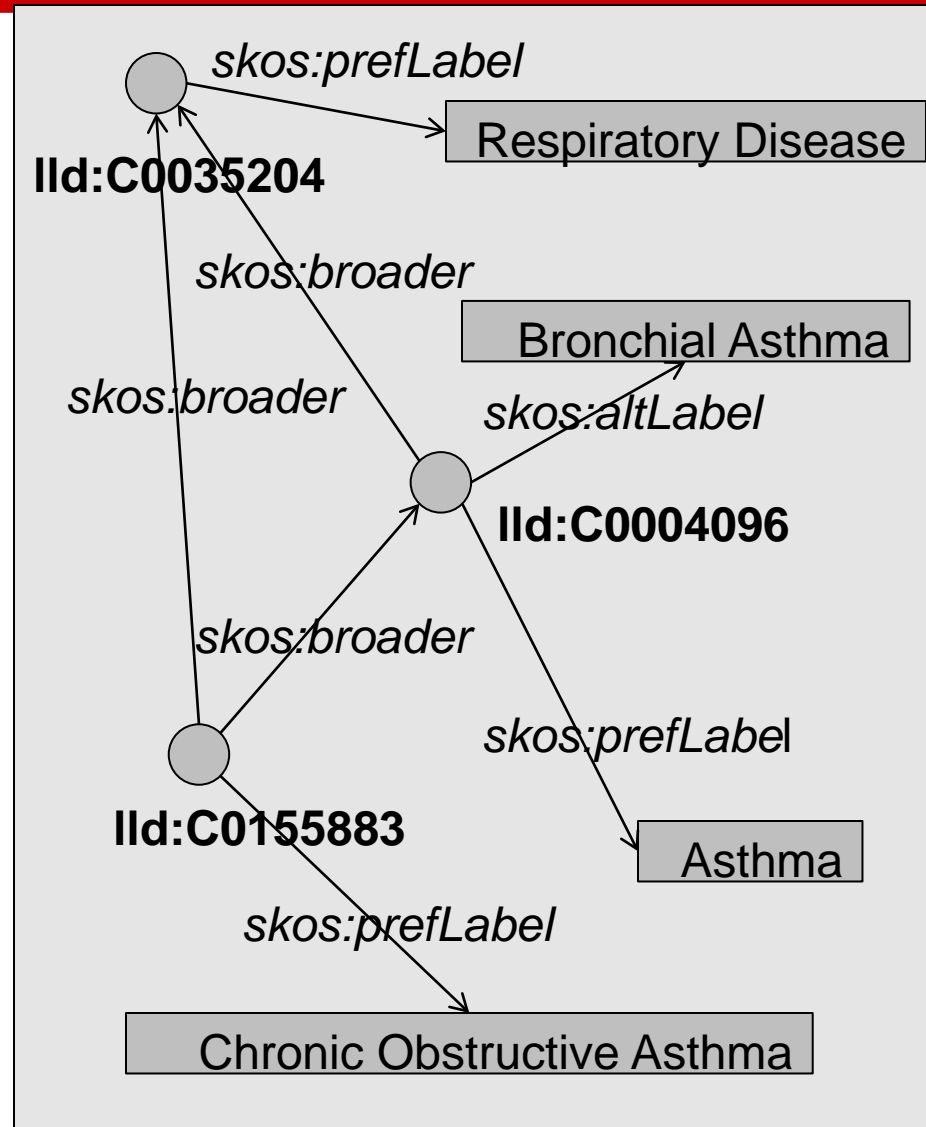 skos:prefLabel
Respiratory Disease
lld:C0035204
skos:broader
Bronchial Asthma
skos:broader
skos:altLabel
lld:C0004096
skos:broader
skos:prefLabel
lld:C0155883
Asthma
skos:prefLabel
Chronic Obstructive Asthma